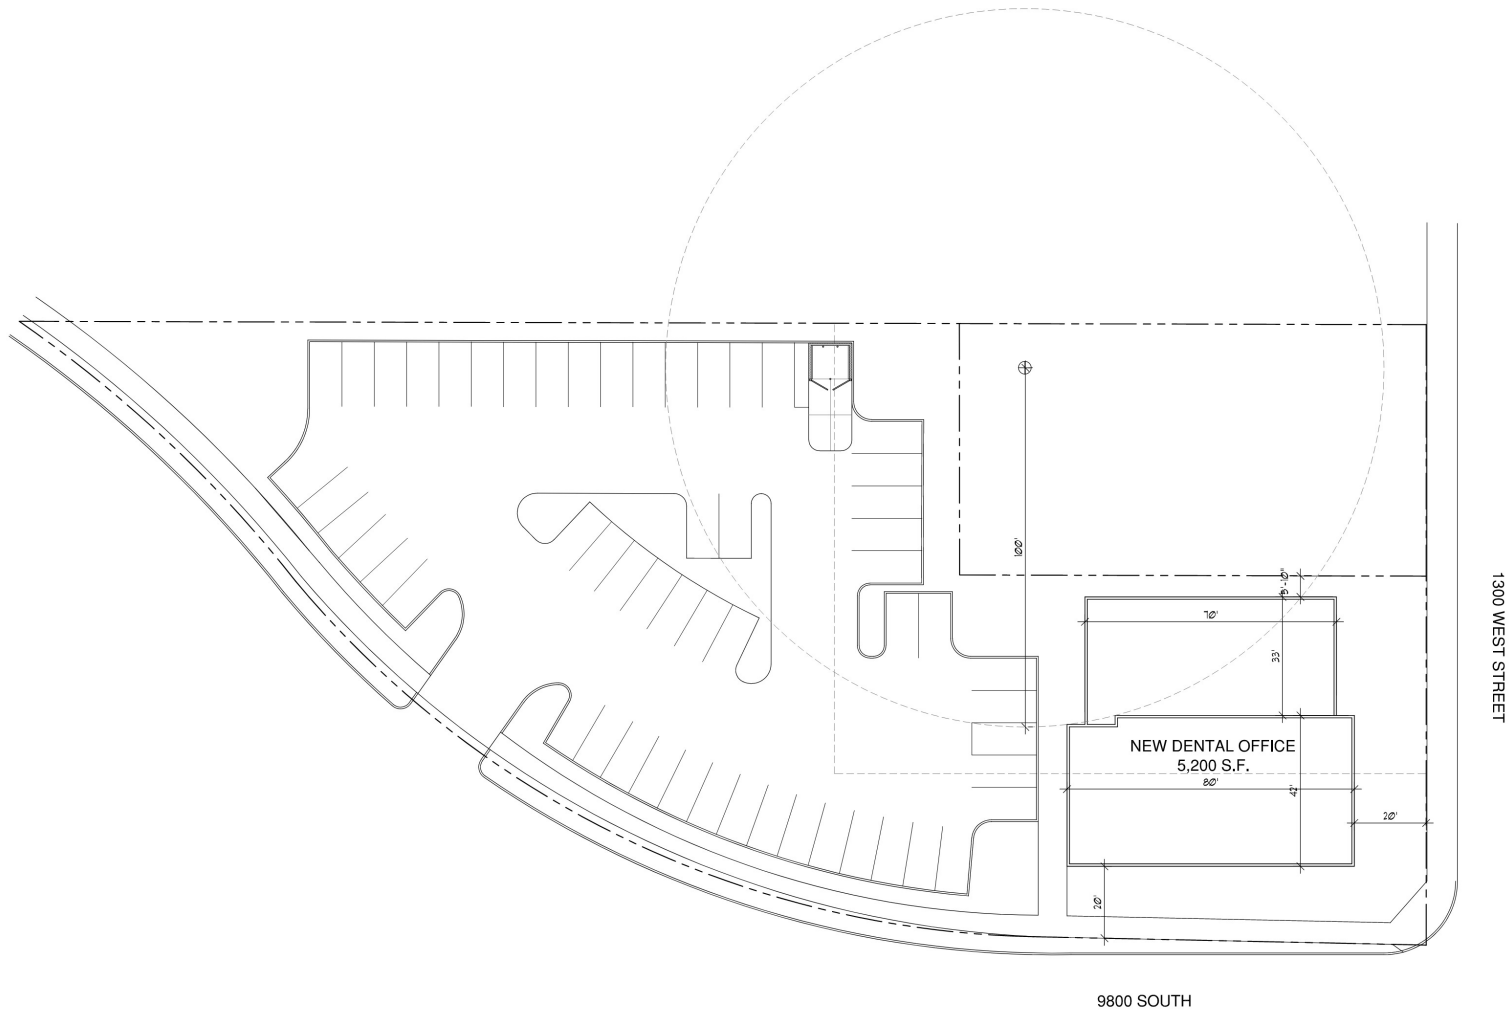 100'
5'-10"
70'
33'
1300 WEST STREET
NEW DENTAL OFFICE
5,200 S.F.
80'
42'
20'
20'
9800 SOUTH